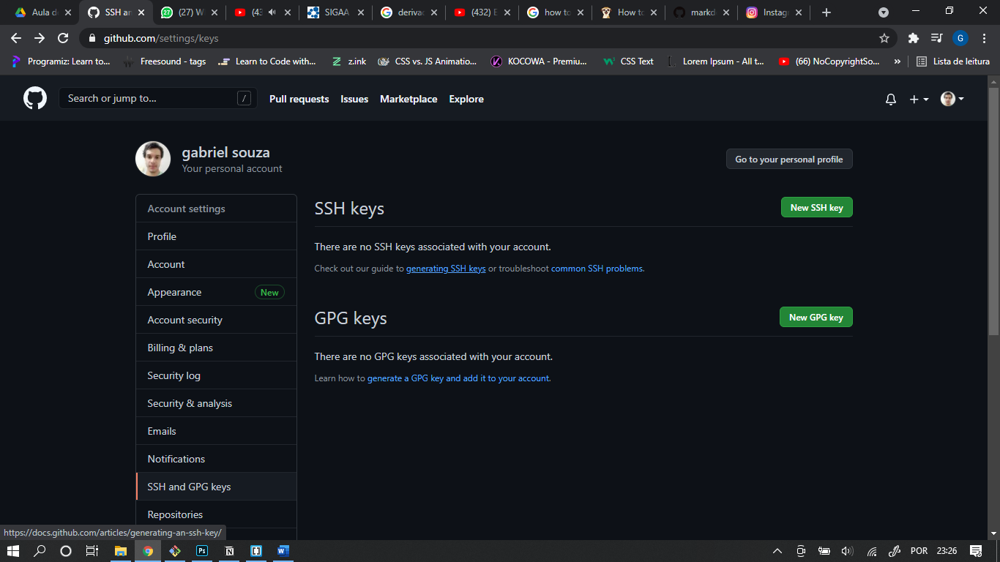 Aula d
SSH ar
(27) W
(43
SIGAA
derivac
(432) E
how to
How to
markd
Instag
github.com/settings/keys
G
Programiz: Learn to...
Freesound - tags
Learn to Code with...
z.ink
CSS vs. JS Animatio...
KOCOWA - Premiu...
CSS Text
Lorem Ipsum - All t...
(66) NoCopyrightSo...
»
Lista de leitura
Search or jump to...
/
Pull requests
Issues
Marketplace
Explore
gabriel souza
Your personal account
Go to your personal profile
Account settings
Profile
Account
Appearance
New
Account security
Billing & plans
Security log
Security & analysis
Emails
Notifications
SSH and GPG keys
Repositories
SSH keys
New SSH key
There are no SSH keys associated with your account.
Check out our guide to generating SSH keys or troubleshoot common SSH problems.
GPG keys
New GPG key
There are no GPG keys associated with your account.
Learn how to generate a GPG key and add it to your account.
https://docs.github.com/articles/generating-an-ssh-key/
POR
23:26